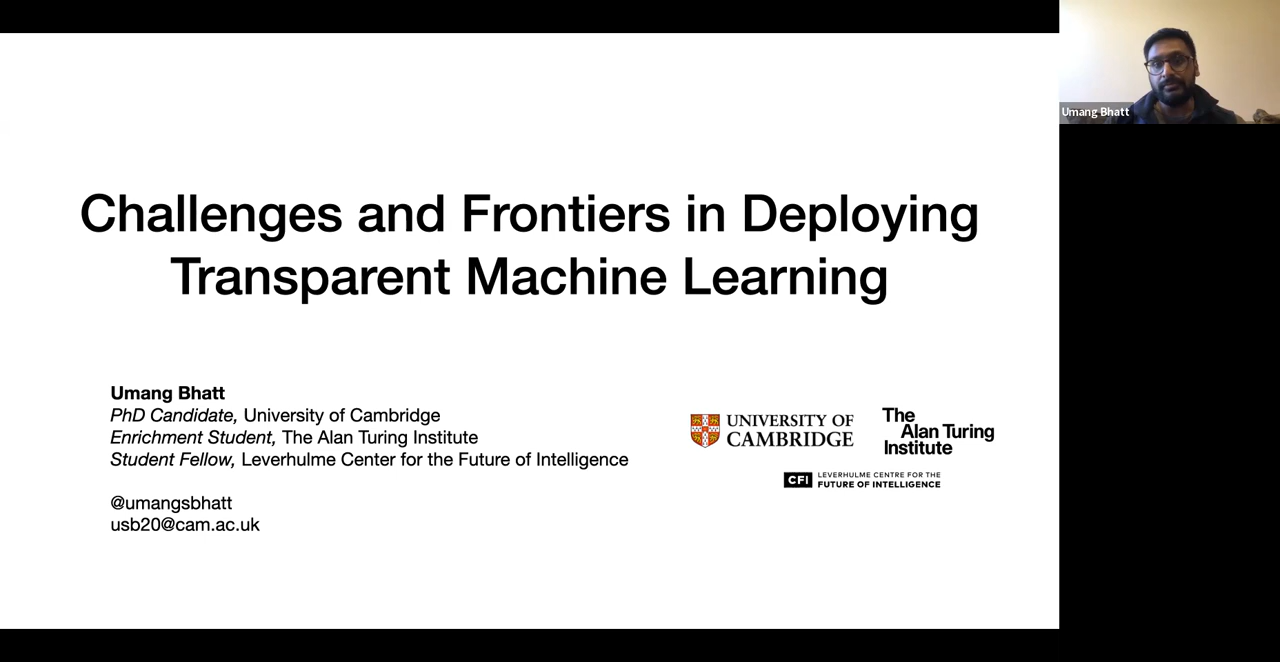 Challenges and Frontiers in Deploying
Transparent Machine Learning
Umang Bhatt
PhD Candidate, University of Cambridge
Enrichment Student, The Alan Turing Institute
Student Fellow, Leverhulme Center for the Future of Intelligence
@umangsbhatt
usb20@cam.ac.uk
UNIVERSITY OF
CAMBRIDGE
The
Alan Turing
Institute
CFI
LEVERHULME CENTRE FOR THE
FUTURE OF INTELLIGENCE
Umang Bhatt